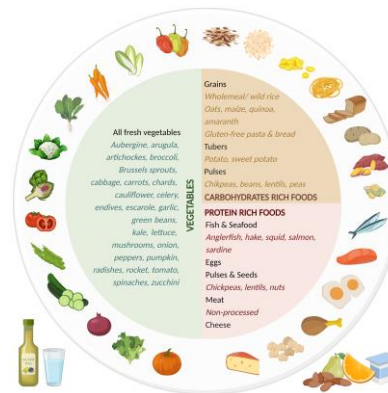 All fresh vegetables
Aubergine, arugula,
artichokes, broccoli,
Brussels sprouts,
cabbage, carrots, chards,
cauliflower, celery,
endives, escarole, garlic,
green beans,
kale, lettuce,
mushrooms, onion,
peppers, pumpkin,
radishes, rocket, tomato,
spinaches, zucchini
VEGETABLES
Grains
Wholemeal/ wild rice
Oats, maize, quinoa,
amaranth
Gluten-free pasta & bread
Tubers
Potato, sweet potato
Pulses
Chikpeas, beans, lentils, peas
CARBOHYDRATES RICH FOODS
PROTEIN RICH FOODS
Fish & Seafood
Anglerfish, hake, squid, salmon,
sardine
Eggs
Pulses & Seeds
Chickpeas, lentils, nuts
Meat
Non-processed
Cheese